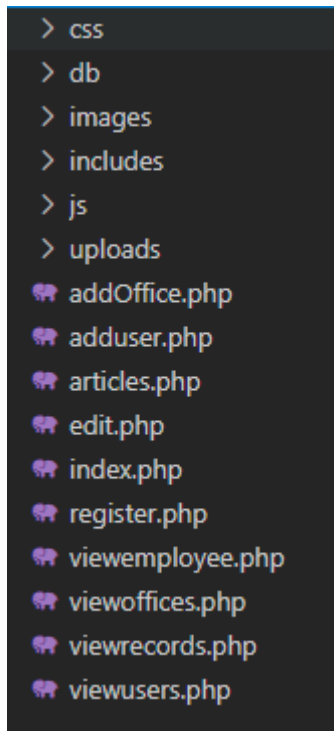 css
db
images
includes
js
uploads
addOffice.php
adduser.php
articles.php
edit.php
index.php
register.php
viewemployee.php
viewoffices.php
viewrecords.php
viewusers.php